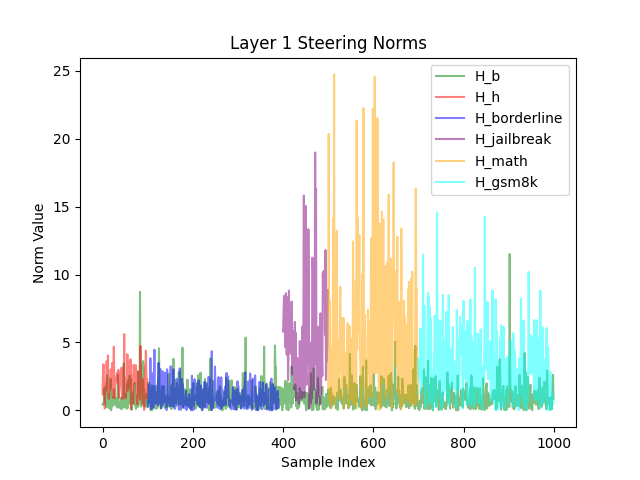 Layer 1 Steering Norms
25
20
15
10
5
0
Norm Value
H_b
H_h
H_borderline
H_jailbreak
H_math
H_gsm8k
0
200
400
600
800
1000
Sample Index